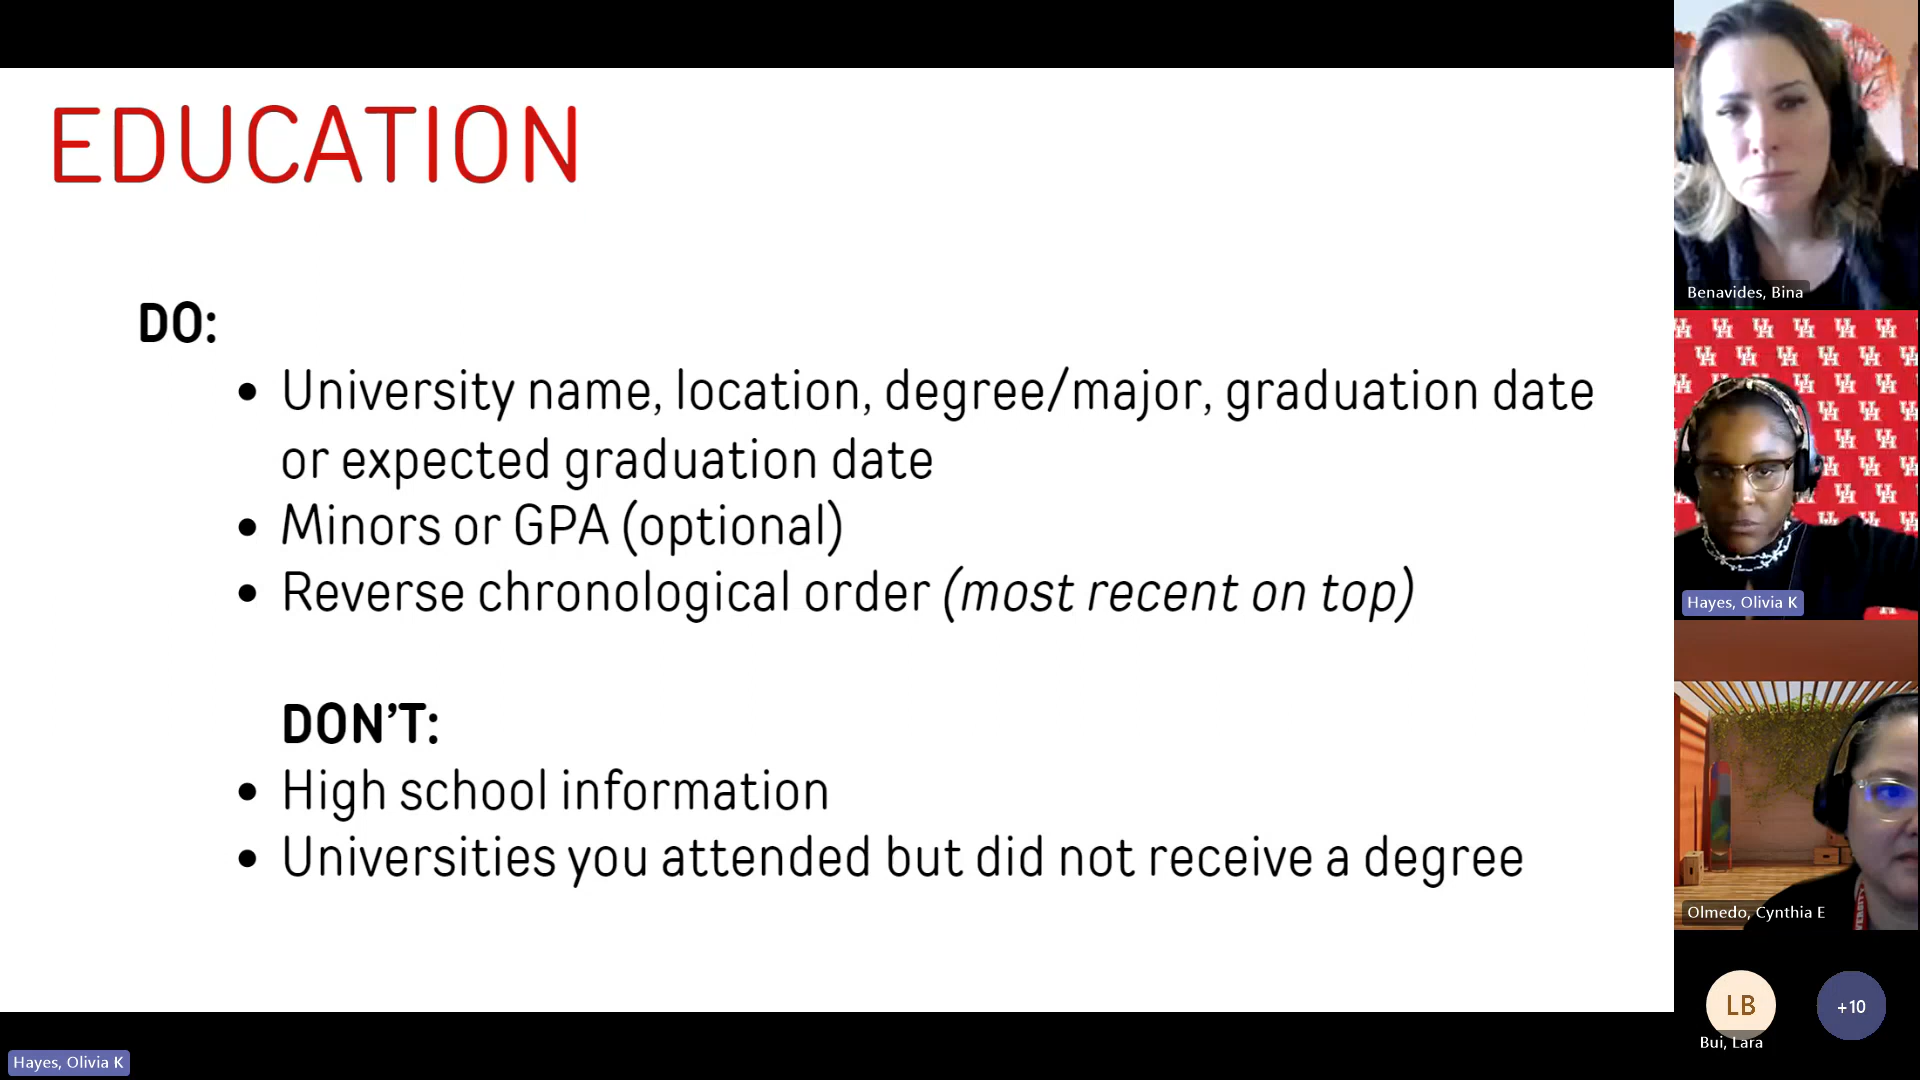 EDUCATION
DO:
• University name, location, degree/major, graduation date
or expected graduation date
• Minors or GPA (optional)
• Reverse chronological order (most recent on top)
DON'T:
• High school information
• Universities you attended but did not receive a degree
Hayes, Olivia K
Benavides, Bina
Hayes, Olivia K
Olmedo, Cynthia E
LB
Bui, Lara
+10